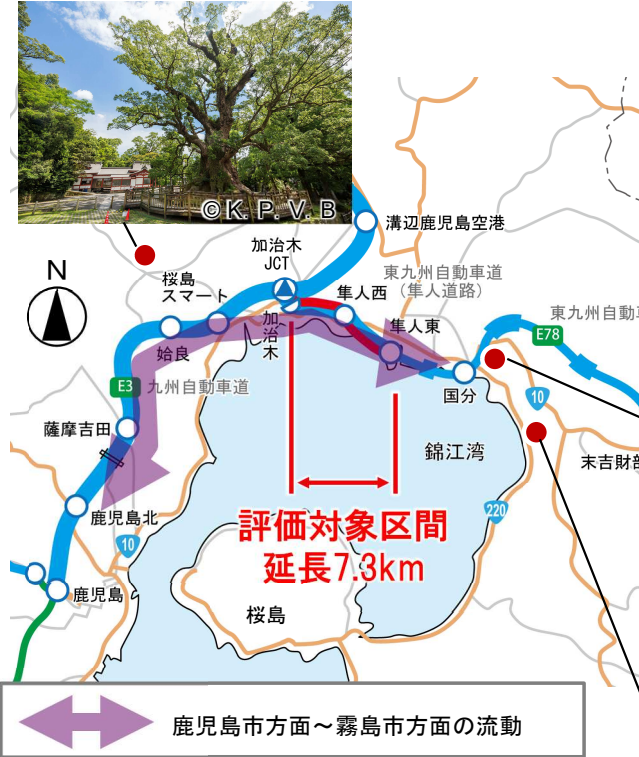 ©K. P. V. B
溝辺鹿児島空港
加治木
JCT
N
桜島
スマート
東九州自動車道
(隼人道路)
隼人西
加治木
隼人東
東九州自動車
E78
姶良
国分
E3
九州自動車道
10
薩摩吉田
錦江湾
末吉財部
220
鹿児島北
評価対象区間
延長7.3km
10
鹿児島
桜島
鹿児島市方面~霧島市方面の流動